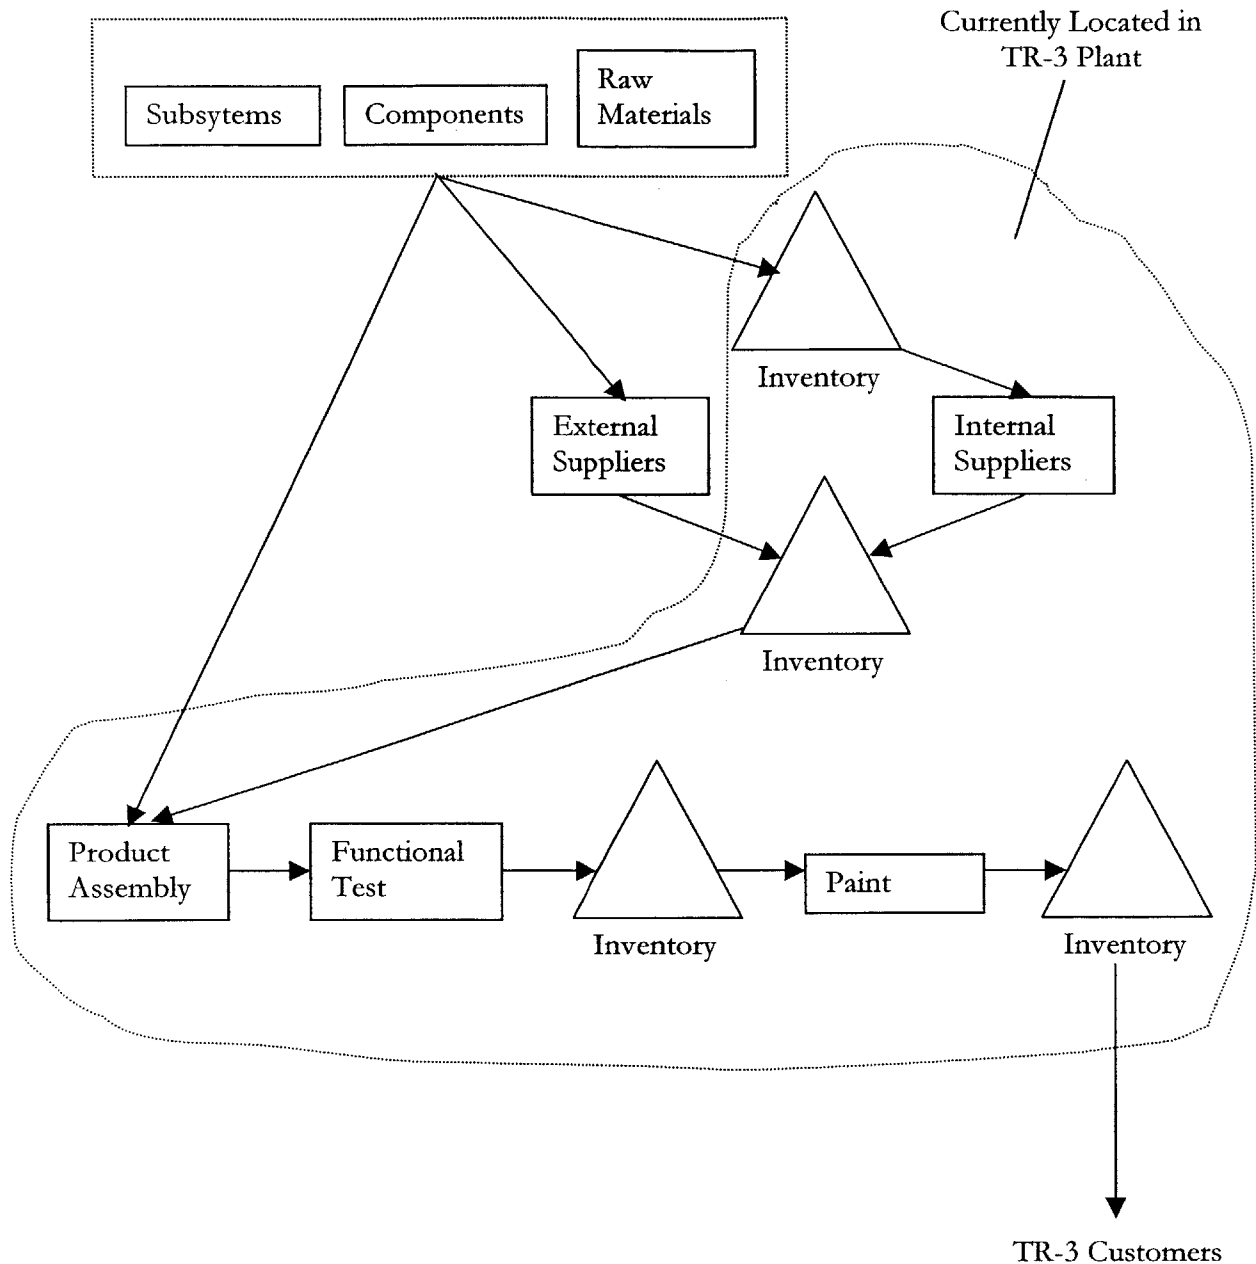 Currently Located in
TR-3 Plant
Subsytems
Components
Raw
Materials
Inventory
External
Suppliers
Internal
Suppliers
Inventory
Product
Assembly
Functional
Test
Inventory
Paint
Inventory
TR-3 Customers